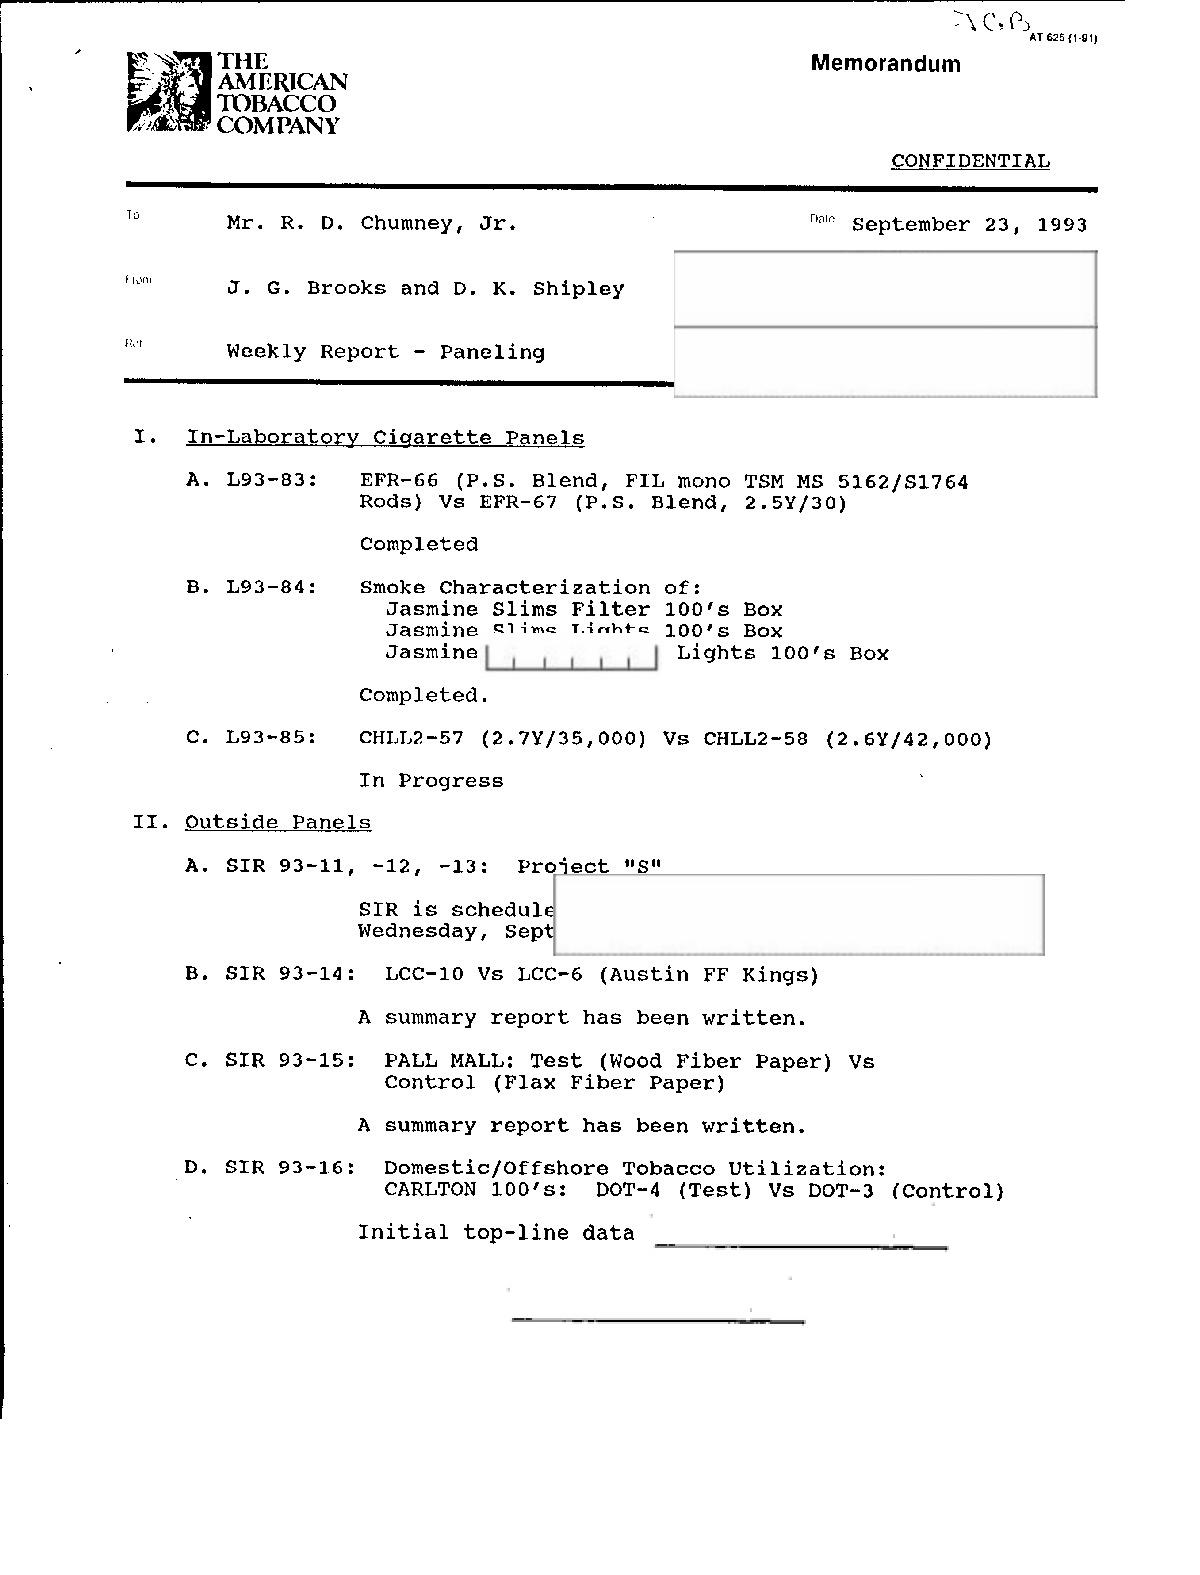 AT 625 (1-91)
THE
AMERICAN
TOBACCO
COMPANY
Memorandum
CONFIDENTIAL
To Mr. R. D. Chumney, Jr. Date September 23, 1993
From J. G. Brooks and D. K. Shipley
Ref Weekly Report - Paneling
I. In-Laboratory Cigarette Panels
A. L93-83: EFR-66 (P.S. Blend, FIL mono TSM MS 5162/S1764
Rods) Vs EFR-67 (P.S. Blend, 2.5Y/30)
Completed
B. L93-84: Smoke Characterization of:
Jasmine Slims Filter 100's Box
Jasmine Slims Lights 100's Box
Jasmine Lights 100's Box
Completed.
C. L93-85: CHLL2-57 (2.7Y/35,000) Vs CHLL2-58 (2.6Y/42,000)
In Progress
II. Outside Panels
A. SIR 93-11, -12, -13: Project "S"
SIR is schedule
Wednesday, Sept
B. SIR 93-14: LCC-10 Vs LCC-6 (Austin FF Kings)
A summary report has been written.
C. SIR 93-15: PALL MALL: Test (Wood Fiber Paper) Vs
Control (Flax Fiber Paper)
A summary report has been written.
D. SIR 93-16: Domestic/Offshore Tobacco Utilization:
CARLTON 100's: DOT-4 (Test) Vs DOT-3 (Control)
Initial top-line data